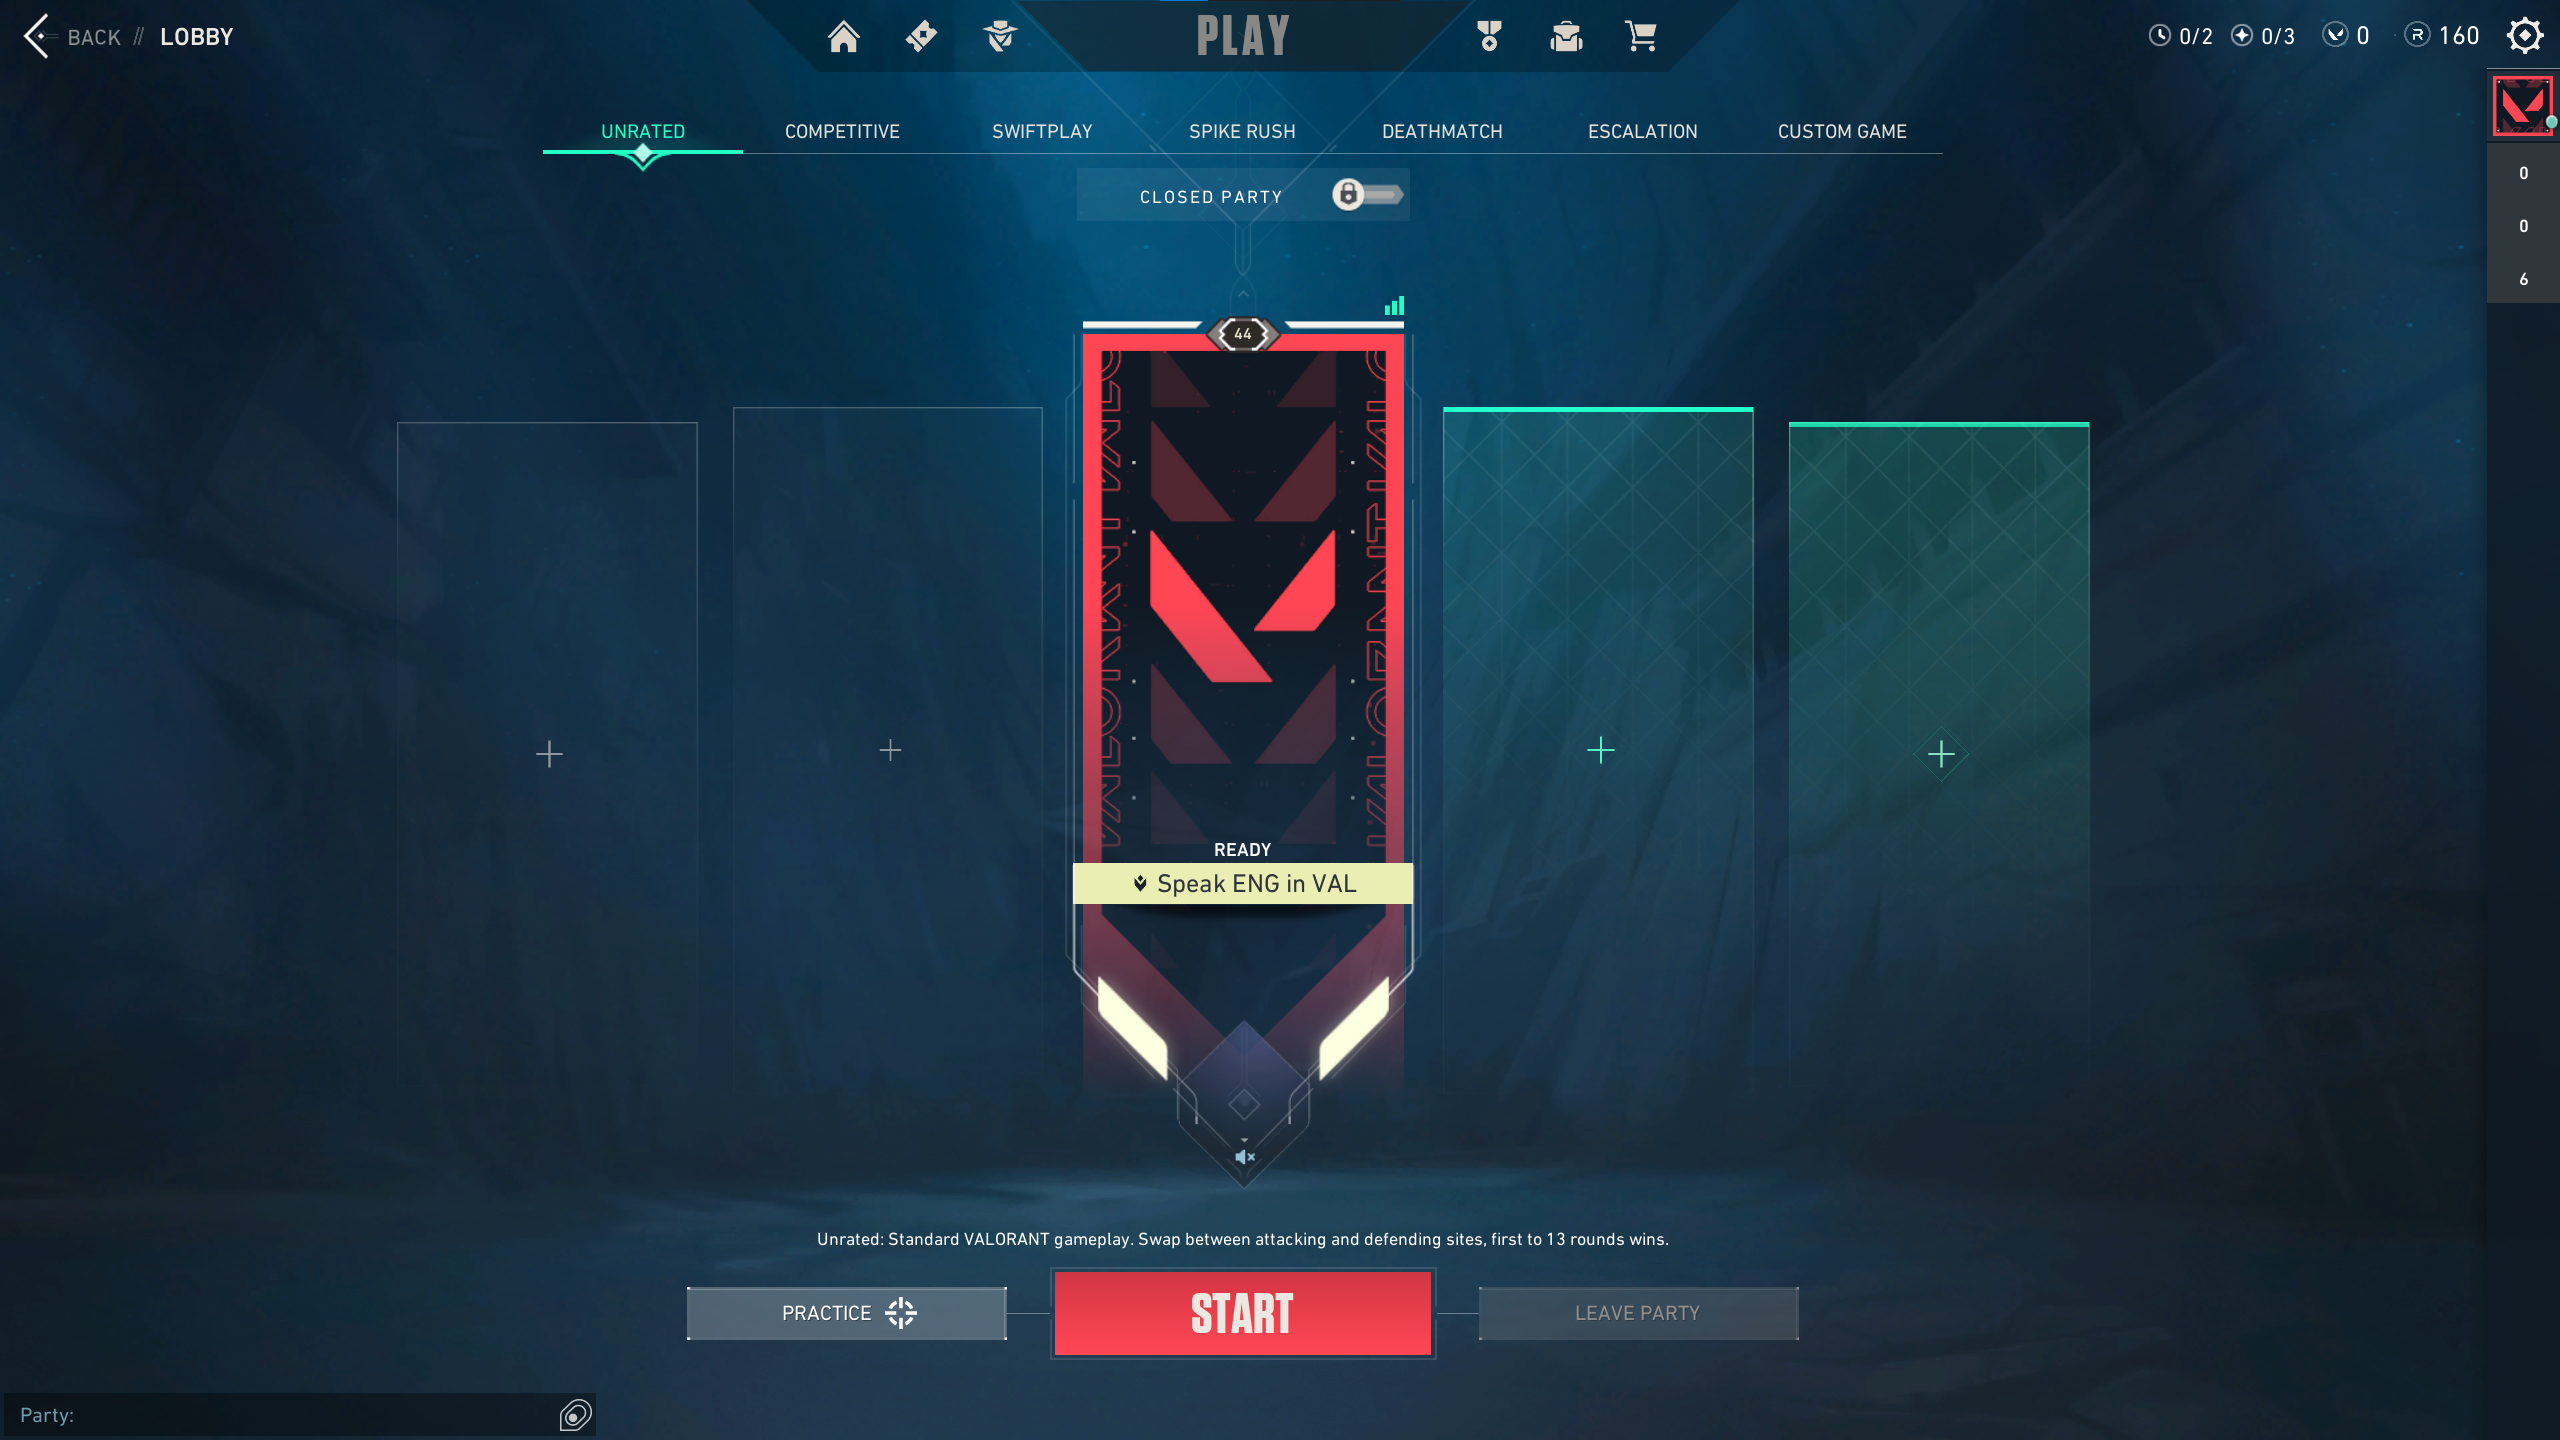 BACK // LOBBY
PLAY
0/2
0/3
0
R 160
UNRATED
COMPETITIVE
SWIFTPLAY
SPIKE RUSH
DEATHMATCH
ESCALATION
CUSTOM GAME
CLOSED PARTY
0
0
6
44
VALORANT
VALORANT
READY
Speak ENG in VAL
Unrated: Standard VALORANT gameplay. Swap between attacking and defending sites, first to 13 rounds wins.
PRACTICE
START
LEAVE PARTY
Party: